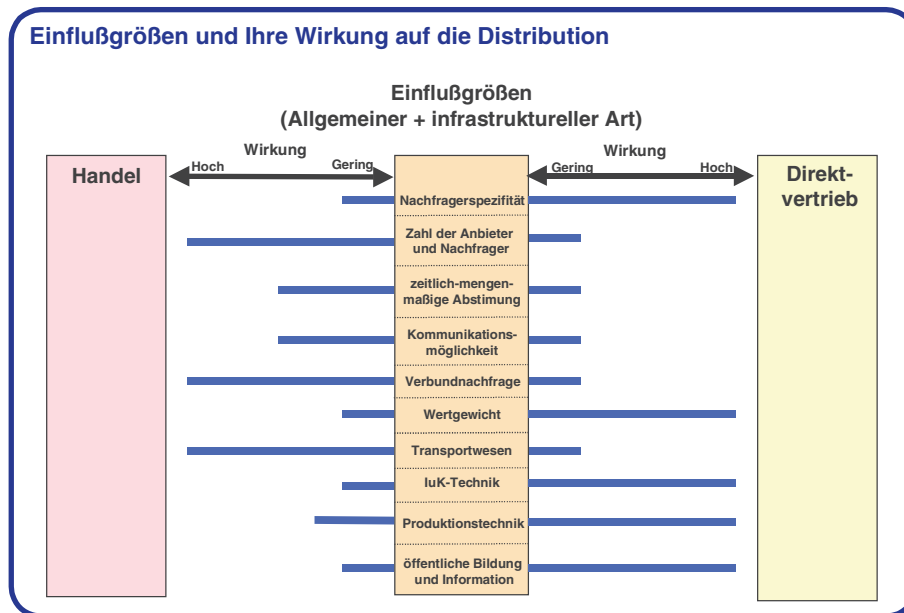 Einflußgrößen und Ihre Wirkung auf die Distribution
Einflußgrößen
(Allgemeiner + infrastruktureller Art)
Handel
Wirkung
Hoch
Gering
Wirkung
Gering
Hoch
Direkt-
vertrieb
Nachfragerspezifität
Zahl der Anbieter
und Nachfrager
zeitlich-mengen-
maßige Abstimung
Kommunikations-
möglichkeit
Verbundnachfrage
Wertgewicht
Transportwesen
IuK-Technik
Produktionstechnik
öffentliche Bildung
und Information